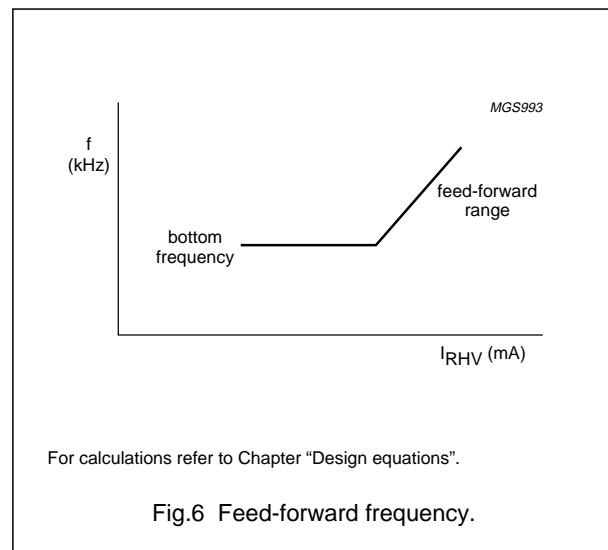 MGS993
f
(kHz)
feed-forward
range
bottom
frequency
IRHV (mA)
For calculations refer to Chapter “Design equations”.
Fig.6 Feed-forward frequency.